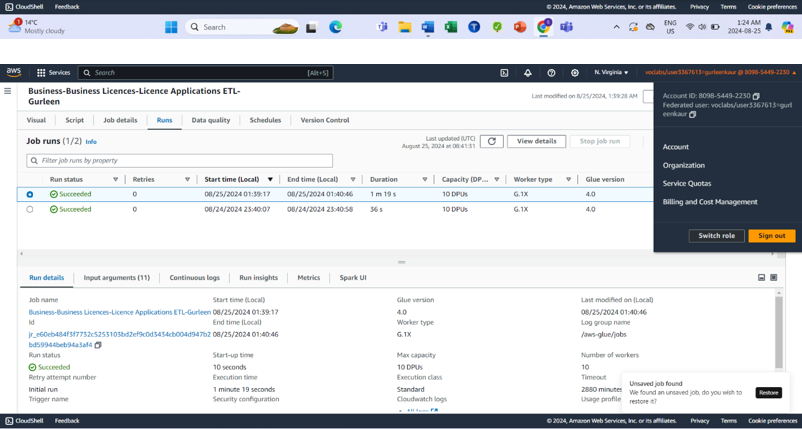 CloudShell Feedback © 2024, Amazon Web Services, Inc. or its affiliates. Privacy Terms Cookie preferences
1 14°C Mostly cloudy Search ENG US 1:24 AM 2024-08-25
aws Services Search [Alt+S] N. Virginia voclabs/user3367613=gurleenkaur @ 8098-5449-2230
Business-Business Licences-Licence Applications ETL-
Gurleen
Last modified on 8/25/2024, 1:39:28 AM
Account ID: 8098-5449-2230
Federated user: voclabs/user3367613=gurl
eenkaur
Account
Organization
Service Quotas
Billing and Cost Management
Switch role Sign out
Visual Script Job details Runs Data quality Schedules Version Control
Job runs (1/2) Info
Last updated (UTC)
August 25, 2024 at 08:41:31
View details Stop job run
Filter job runs by property
Run status Retries Start time (Local) End time (Local) Duration Capacity (DP... Worker type Glue version
Succeeded 0 08/25/2024 01:39:17 08/25/2024 01:40:46 1 m 19 s 10 DPUs G.1X 4.0
Succeeded 0 08/24/2024 23:40:07 08/24/2024 23:40:58 36 s 10 DPUs G.1X 4.0
Run details Input arguments (11) Continuous logs Run insights Metrics Spark UI
Job name Start time (Local) Glue version Last modified on (Local)
Business-Business Licences-Licence Applications ETL-Gurleen 08/25/2024 01:39:17 4.0 08/25/2024 01:40:46
Id End time (Local) Worker type Log group name
jr_e60eb484f3f7732c5253103bd2ef9c0d3434cb004d947b2 08/25/2024 01:40:46 G.1X /aws-glue/jobs
bd59944beb94a3af4
Run status Start-up time Max capacity Number of workers
Succeeded 10 seconds 10 DPUs 10
Retry attempt number Execution time Execution class Timeout
Initial run 1 minute 19 seconds Standard 2880 minutes
Trigger name Security configuration Cloudwatch logs Usage profile
All logs
Unsaved job found
We found an unsaved job, do you wish to
restore it?
Restore
CloudShell Feedback © 2024, Amazon Web Services, Inc. or its affiliates. Privacy Terms Cookie preferences